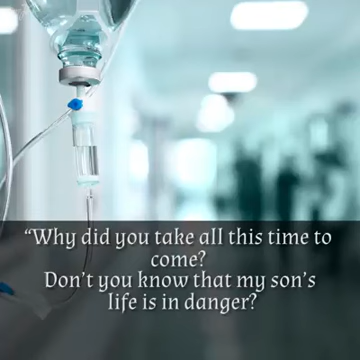 “Why did you take all this time to
come?
Don’t you know that my son’s
life is in danger?